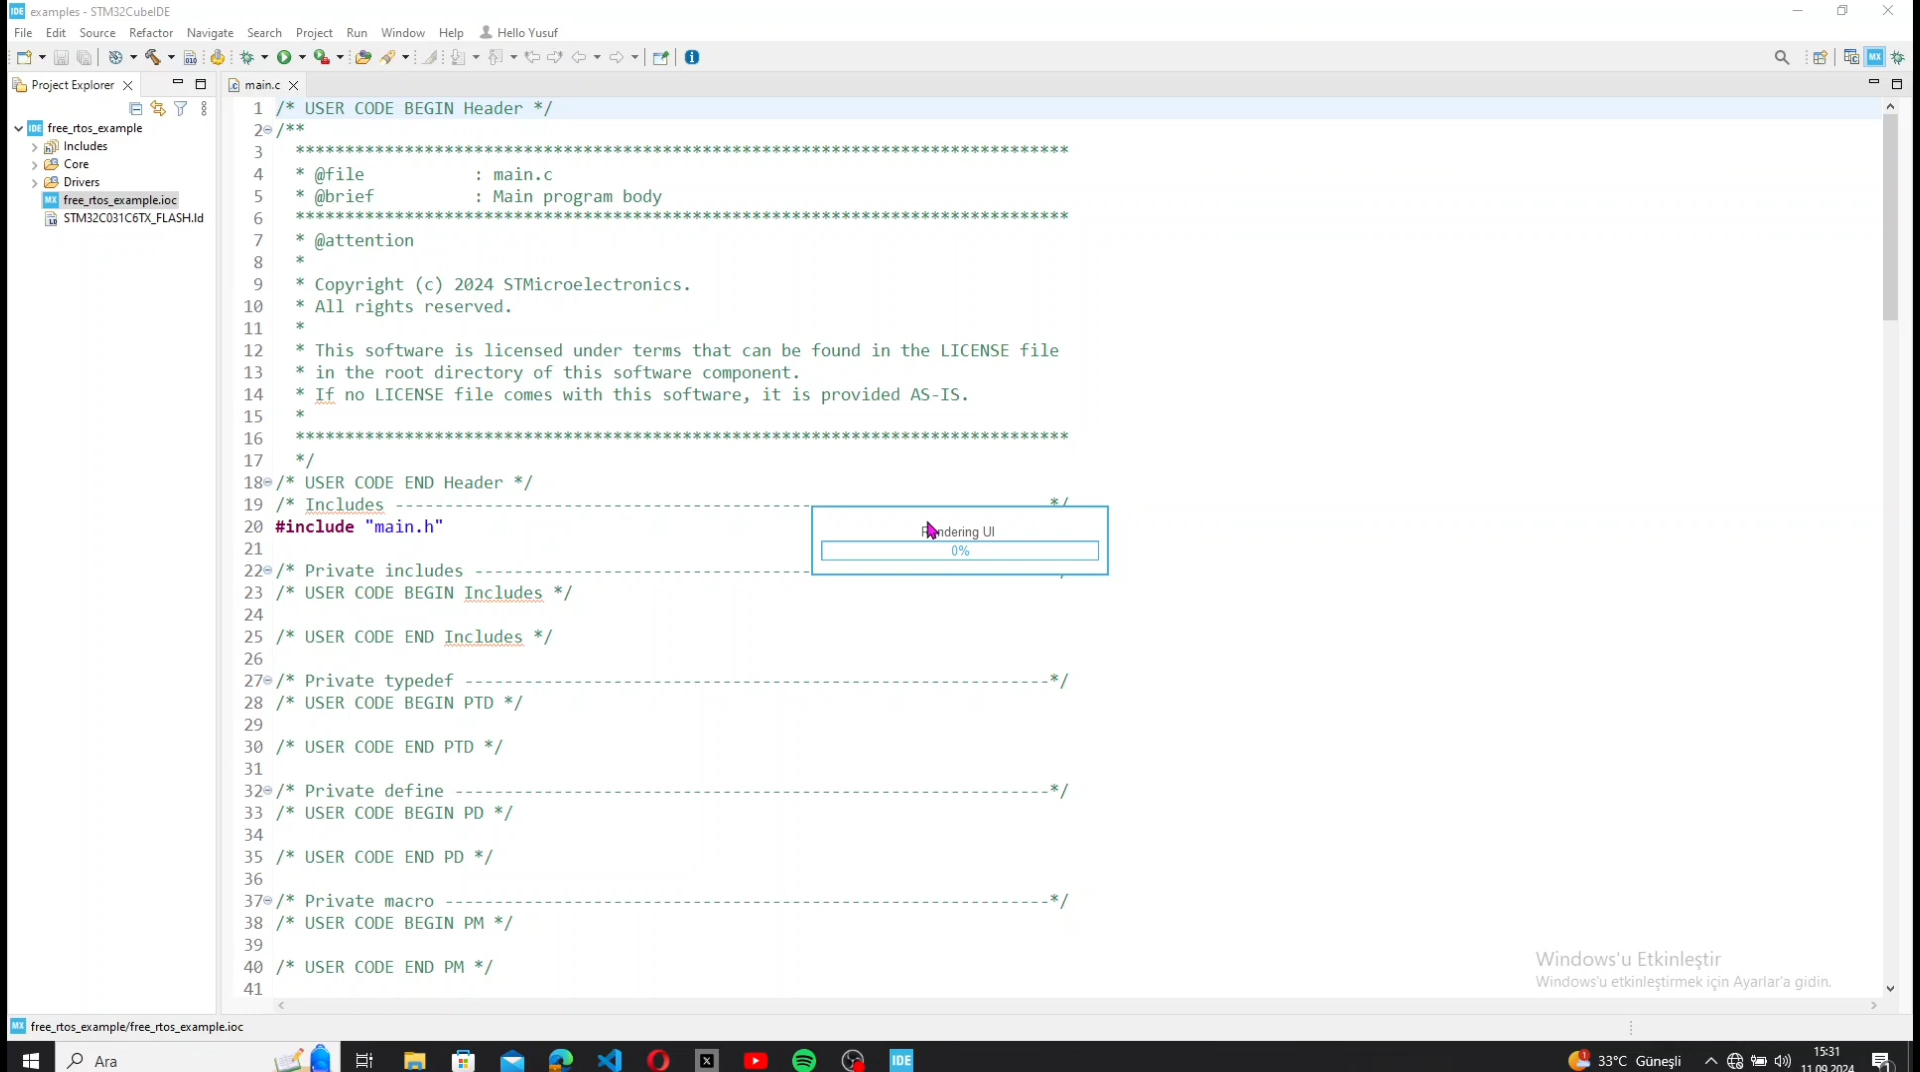 IDE examples - STM32CubeIDE
File Edit Source Refactor Navigate Search Project Run Window Help Hello Yusuf
Project Explorer
main.c
free_rtos_example
Includes
Core
Drivers
free_rtos_example.ioc
STM32C031C6TX_FLASH.ld
1 /* USER CODE BEGIN Header */
2 /**
3 ******************************************************************************
4 * @file : main.c
5 * @brief : Main program body
6 ******************************************************************************
7 * @attention
8 *
9 * Copyright (c) 2024 STMicroelectronics.
10 * All rights reserved.
11 *
12 * This software is licensed under terms that can be found in the LICENSE file
13 * in the root directory of this software component.
14 * If no LICENSE file comes with this software, it is provided AS-IS.
15 *
16 ******************************************************************************
17 */
18 /* USER CODE END Header */
19 /* Includes ------------------------------------------ */
20 #include "main.h"
21
22 /* Private includes ----------------------------------
23 /* USER CODE BEGIN Includes */
24
25 /* USER CODE END Includes */
26
27 /* Private typedef -----------------------------------------------------------*/
28 /* USER CODE BEGIN PTD */
29
30 /* USER CODE END PTD */
31
32 /* Private define ------------------------------------------------------------*/
33 /* USER CODE BEGIN PD */
34
35 /* USER CODE END PD */
36
37 /* Private macro -------------------------------------------------------------*/
38 /* USER CODE BEGIN PM */
39
40 /* USER CODE END PM */
41
Rendering UI
0%
Windows'u Etkinleştir
Windows'u etkinleştirmek için Ayarlar'a gidin.
MX free_rtos_example/free_rtos_example.ioc
Ara
IDE
33°C Güneşli
15:31
11.09.2024